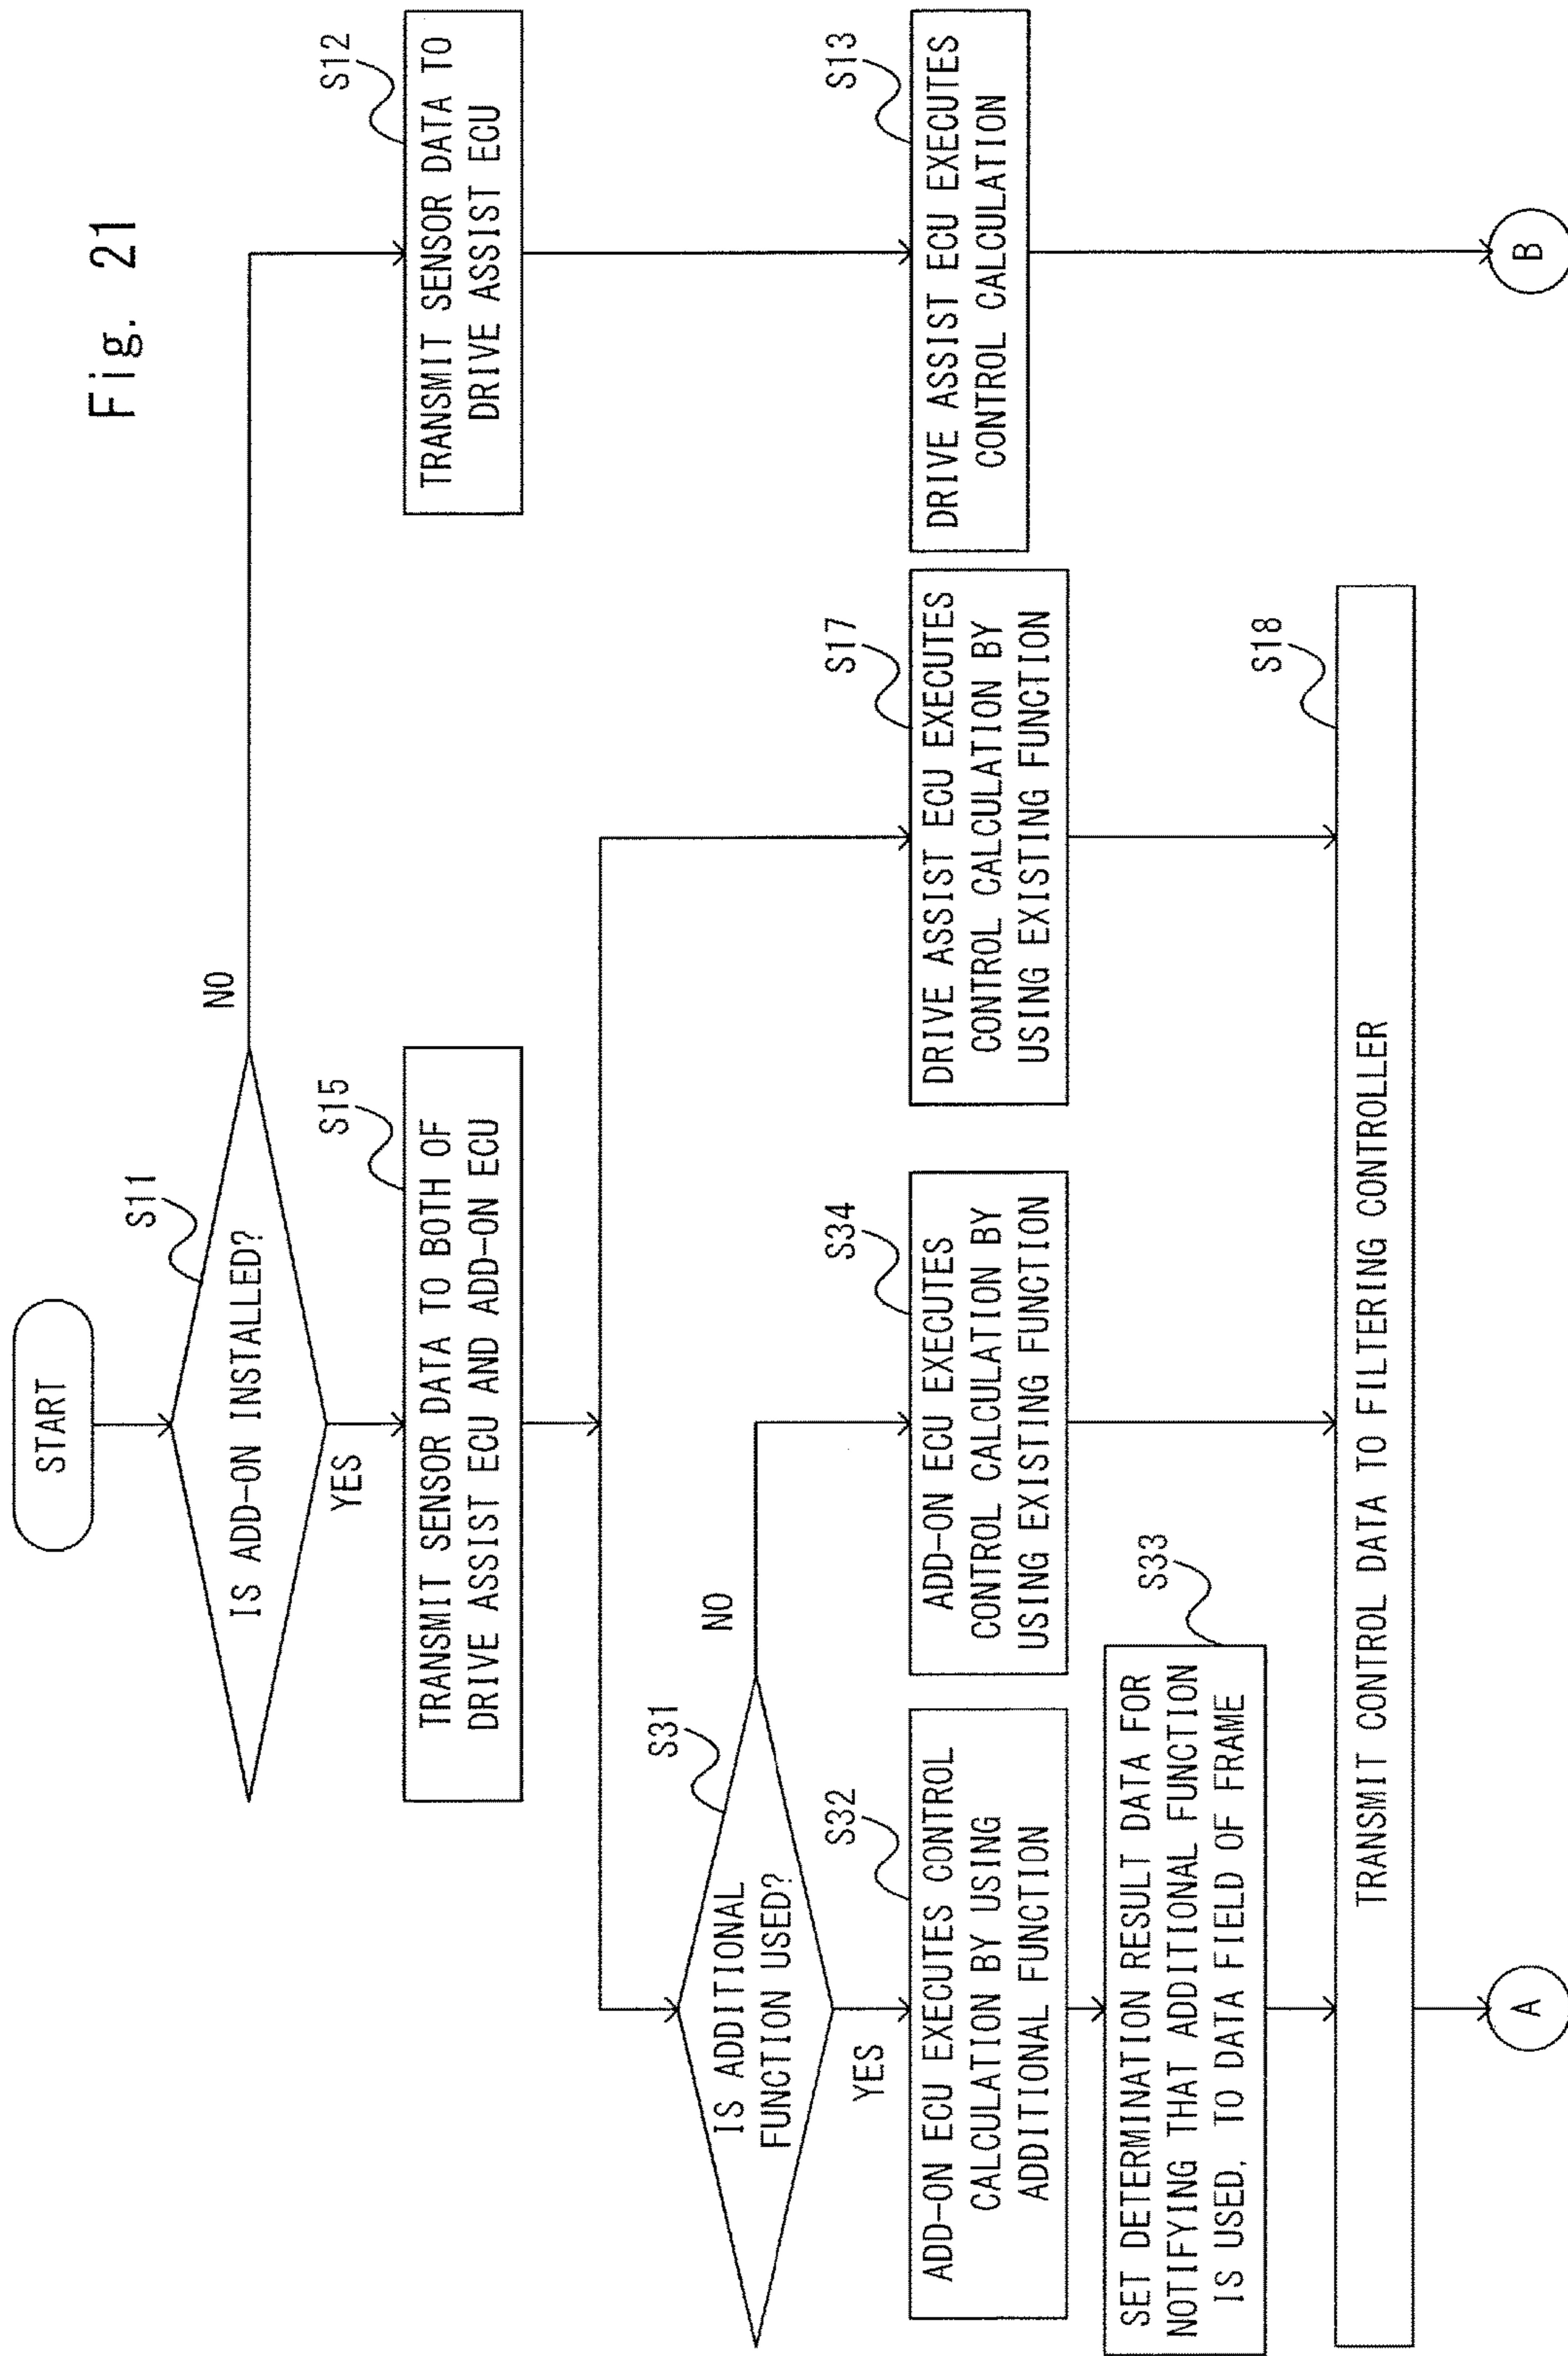 Fig. 21
START
S11
IS ADD-ON INSTALLED?
NO
YES
S12
TRANSMIT SENSOR DATA TO
DRIVE ASSIST ECU
S15
TRANSMIT SENSOR DATA TO BOTH OF
DRIVE ASSIST ECU AND ADD-ON ECU
S31
IS ADDITIONAL
FUNCTION USED?
NO
YES
S32
ADD-ON ECU EXECUTES CONTROL
CALCULATION BY USING
ADDITIONAL FUNCTION
S34
ADD-ON ECU EXECUTES
CONTROL CALCULATION BY
USING EXISTING FUNCTION
S17
DRIVE ASSIST ECU EXECUTES
CONTROL CALCULATION BY
USING EXISTING FUNCTION
S13
DRIVE ASSIST ECU EXECUTES
CONTROL CALCULATION
S33
SET DETERMINATION RESULT DATA FOR
NOTIFYING THAT ADDITIONAL FUNCTION
IS USED, TO DATA FIELD OF FRAME
S18
TRANSMIT CONTROL DATA TO FILTERING CONTROLLER
A
B